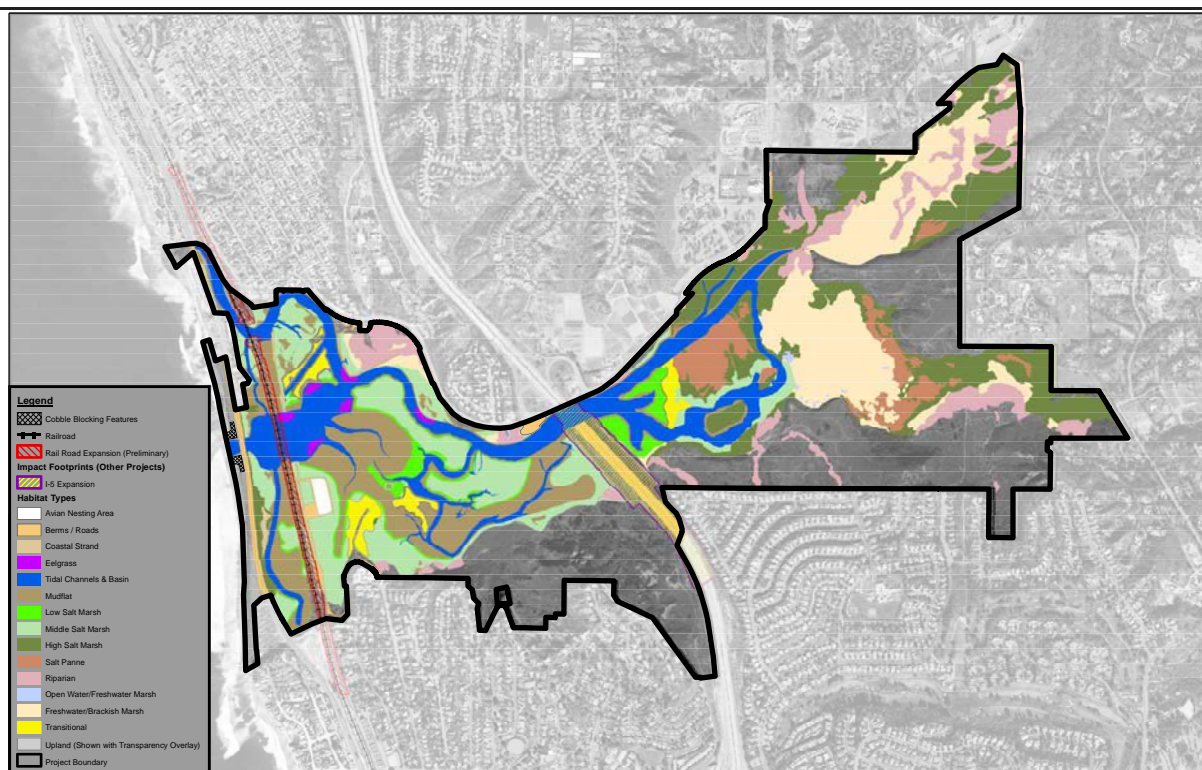 Legend
Cobble Blocking Features
Railroad
Rail Road Expansion (Preliminary)
Impact Footprints (Other Projects)
I-5 Expansion
Habitat Types
Avian Nesting Area
Berms / Roads
Coastal Strand
Eelgrass
Tidal Channels & Basin
Mudflat
Low Salt Marsh
Middle Salt Marsh
High Salt Marsh
Salt Panne
Riparian
Open Water/Freshwater Marsh
Freshwater/Brackish Marsh
Transitional
Upland (Shown with Transparency Overlay)
Project Boundary